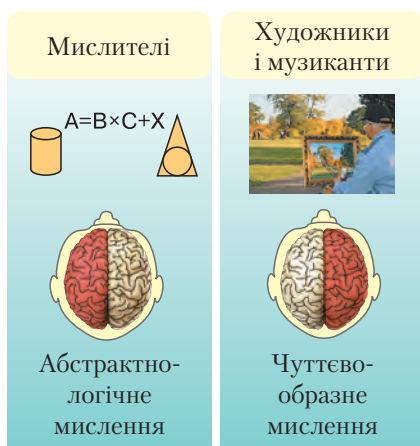 Мислителі
A=B×C+X
Абстрактно-
логічне
мислення
Художники
і музиканти
Чуттєво-
образне
мислення